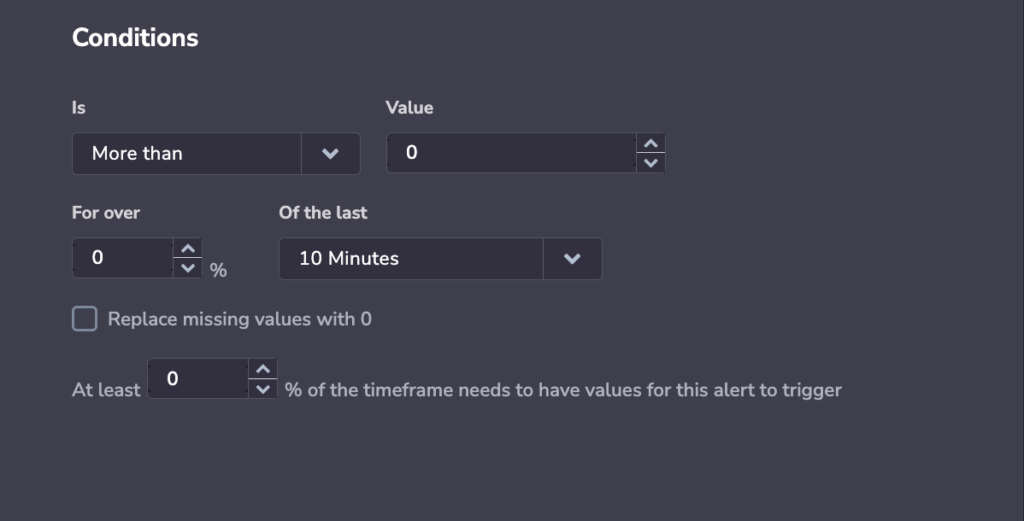 Conditions
Is Value
More than 0
For over Of the last
0 % 10 Minutes
Replace missing values with 0
At least 0 % of the timeframe needs to have values for this alert to trigger